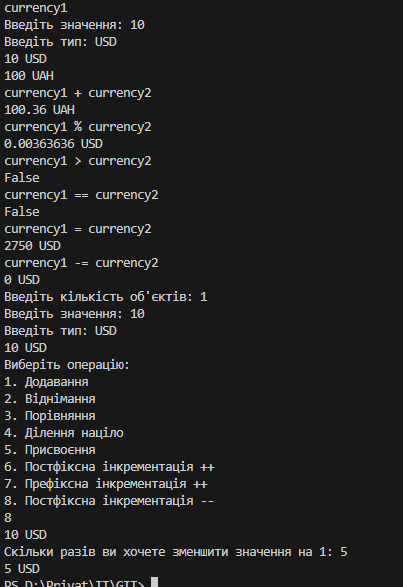 currency1
Введіть значення: 10
Введіть тип: USD
10 USD
100 UAH
currency1 + currency2
100.36 UAH
currency1 % currency2
0.00363636 USD
currency1 > currency2
False
currency1 == currency2
False
currency1 = currency2
2750 USD
currency1 -= currency2
0 USD
Введіть кількість об'єктів: 1
Введіть значення: 10
Введіть тип: USD
10 USD
Виберіть операцію:
1. Додавання
2. Віднімання
3. Порівняння
4. Ділення націло
5. Присвоєння
6. Постфіксна інкрементація ++
7. Префіксна інкрементація ++
8. Постфіксна інкрементація --
8
10 USD
Скільки разів ви хочете зменшити значення на 1: 5
5 USD
PS D:\Privat\IT\GIT>